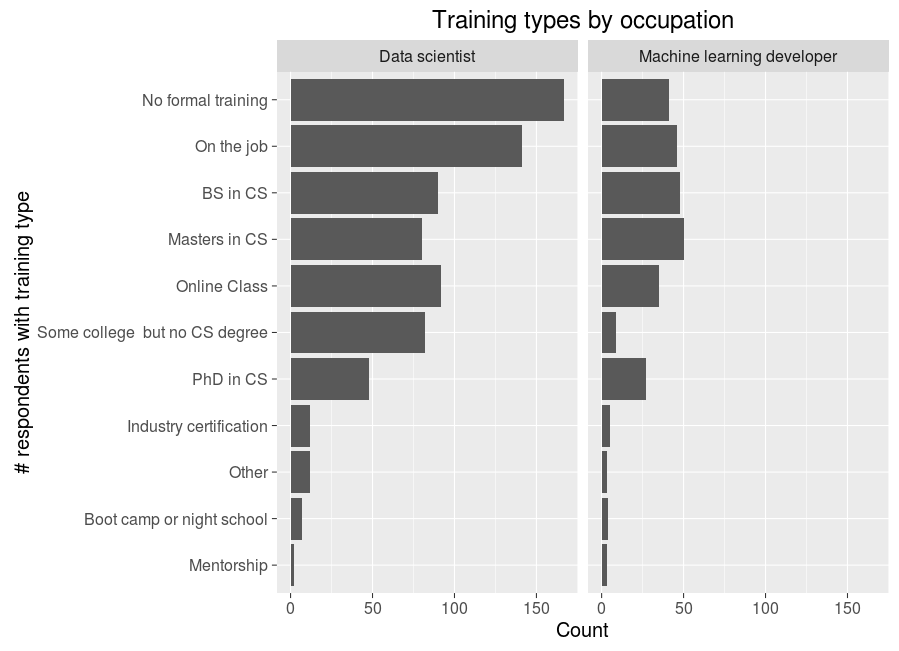 Training types by occupation
Data scientist
Machine learning developer
# respondents with training type
No formal training
On the job
BS in CS
Masters in CS
Online Class
Some college  but no CS degree
PhD in CS
Industry certification
Other
Boot camp or night school
Mentorship
0 50 100 150
0 50 100 150
Count